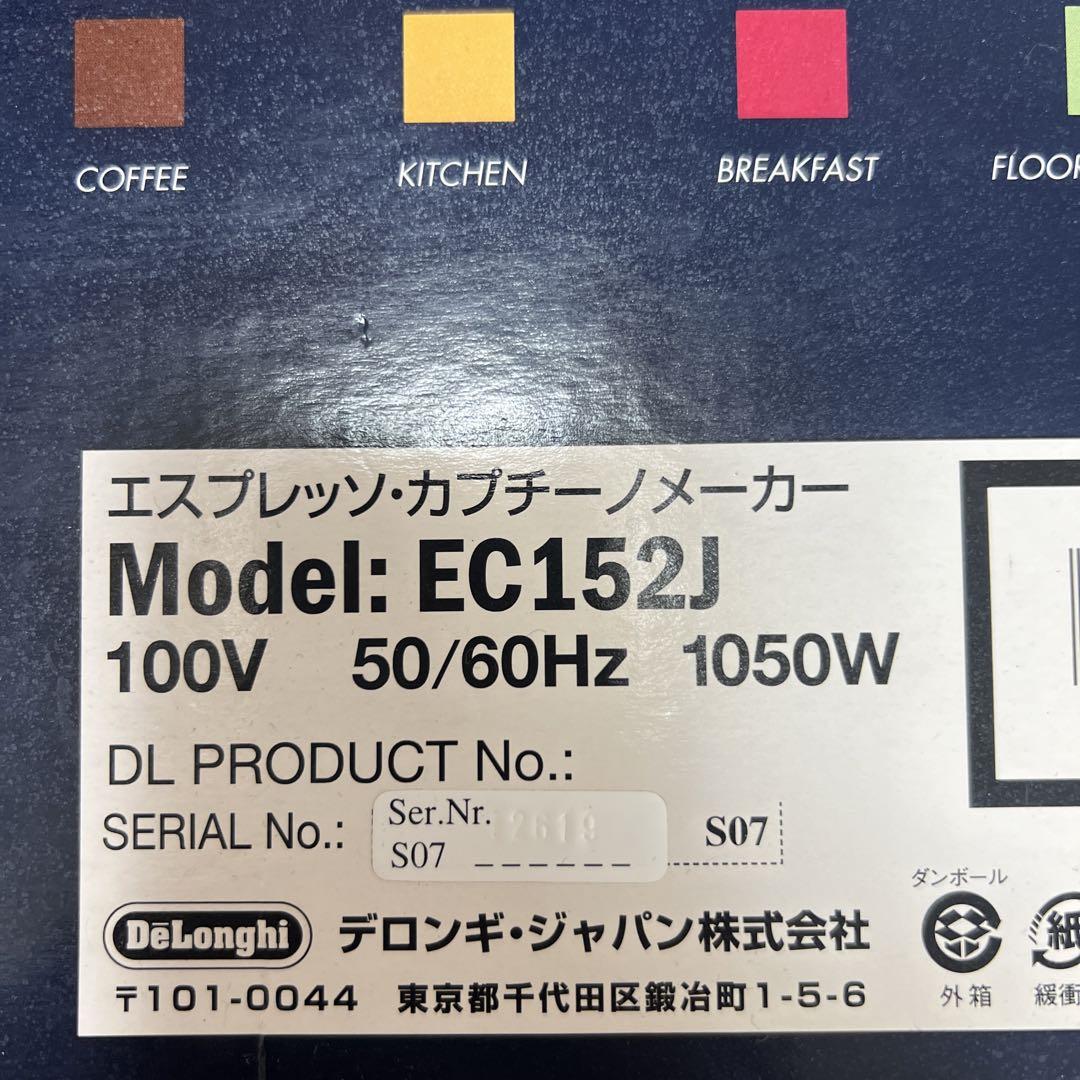 COFFEE KITCHEN BREAKFAST FLOOR
エスプレッソ・カプチーノメーカー
Model: EC152J
100V 50/60Hz 1050W
DL PRODUCT No.:
SERIAL No.: Ser.Nr. 12619
S07 _ _ _ _ _ _ S07
DēLonghi デロンギ・ジャパン株式会社
〒101-0044 東京都千代田区鍛冶町1-5-6
ダンボール
外箱
紙
緩衝